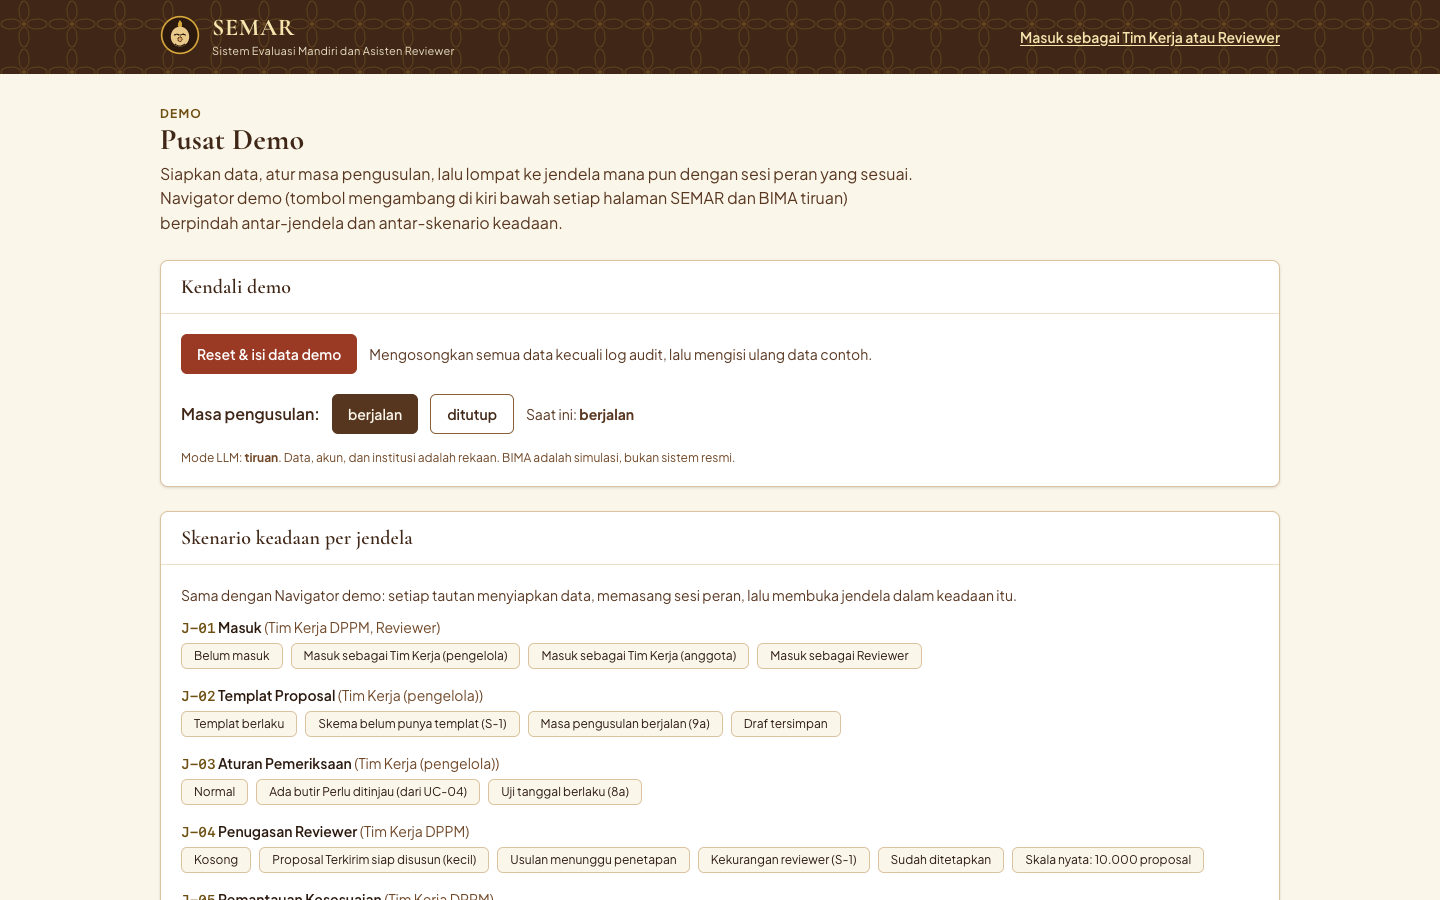 SEMAR
Sistem Evaluasi Mandiri dan Asisten Reviewer
Masuk sebagai Tim Kerja atau Reviewer
DEMO
Pusat Demo
Siapkan data, atur masa pengusulan, lalu lompat ke jendela mana pun dengan sesi peran yang sesuai.
Navigator demo (tombol mengambang di kiri bawah setiap halaman SEMAR dan BIMA tiruan)
berpindah antar-jendela dan antar-skenario keadaan.
Kendali demo
Reset & isi data demo Mengosongkan semua data kecuali log audit, lalu mengisi ulang data contoh.
Masa pengusulan: berjalan ditutup Saat ini: berjalan
Mode LLM: tiruan. Data, akun, dan institusi adalah rekaan. BIMA adalah simulasi, bukan sistem resmi.
Skenario keadaan per jendela
Sama dengan Navigator demo: setiap tautan menyiapkan data, memasang sesi peran, lalu membuka jendela dalam keadaan itu.
J-01 Masuk (Tim Kerja DPPM, Reviewer)
Belum masuk Masuk sebagai Tim Kerja (pengelola) Masuk sebagai Tim Kerja (anggota) Masuk sebagai Reviewer
J-02 Templat Proposal (Tim Kerja (pengelola))
Templat berlaku Skema belum punya templat (S-1) Masa pengusulan berjalan (9a) Draf tersimpan
J-03 Aturan Pemeriksaan (Tim Kerja (pengelola))
Normal Ada butir Perlu ditinjau (dari UC-04) Uji tanggal berlaku (8a)
J-04 Penugasan Reviewer (Tim Kerja DPPM)
Kosong Proposal Terkirim siap disusun (kecil) Usulan menunggu penetapan Kekurangan reviewer (S-1) Sudah ditetapkan Skala nyata: 10.000 proposal
J-05 Pemantauan Kesesuaian (Tim Kerja DPPM)